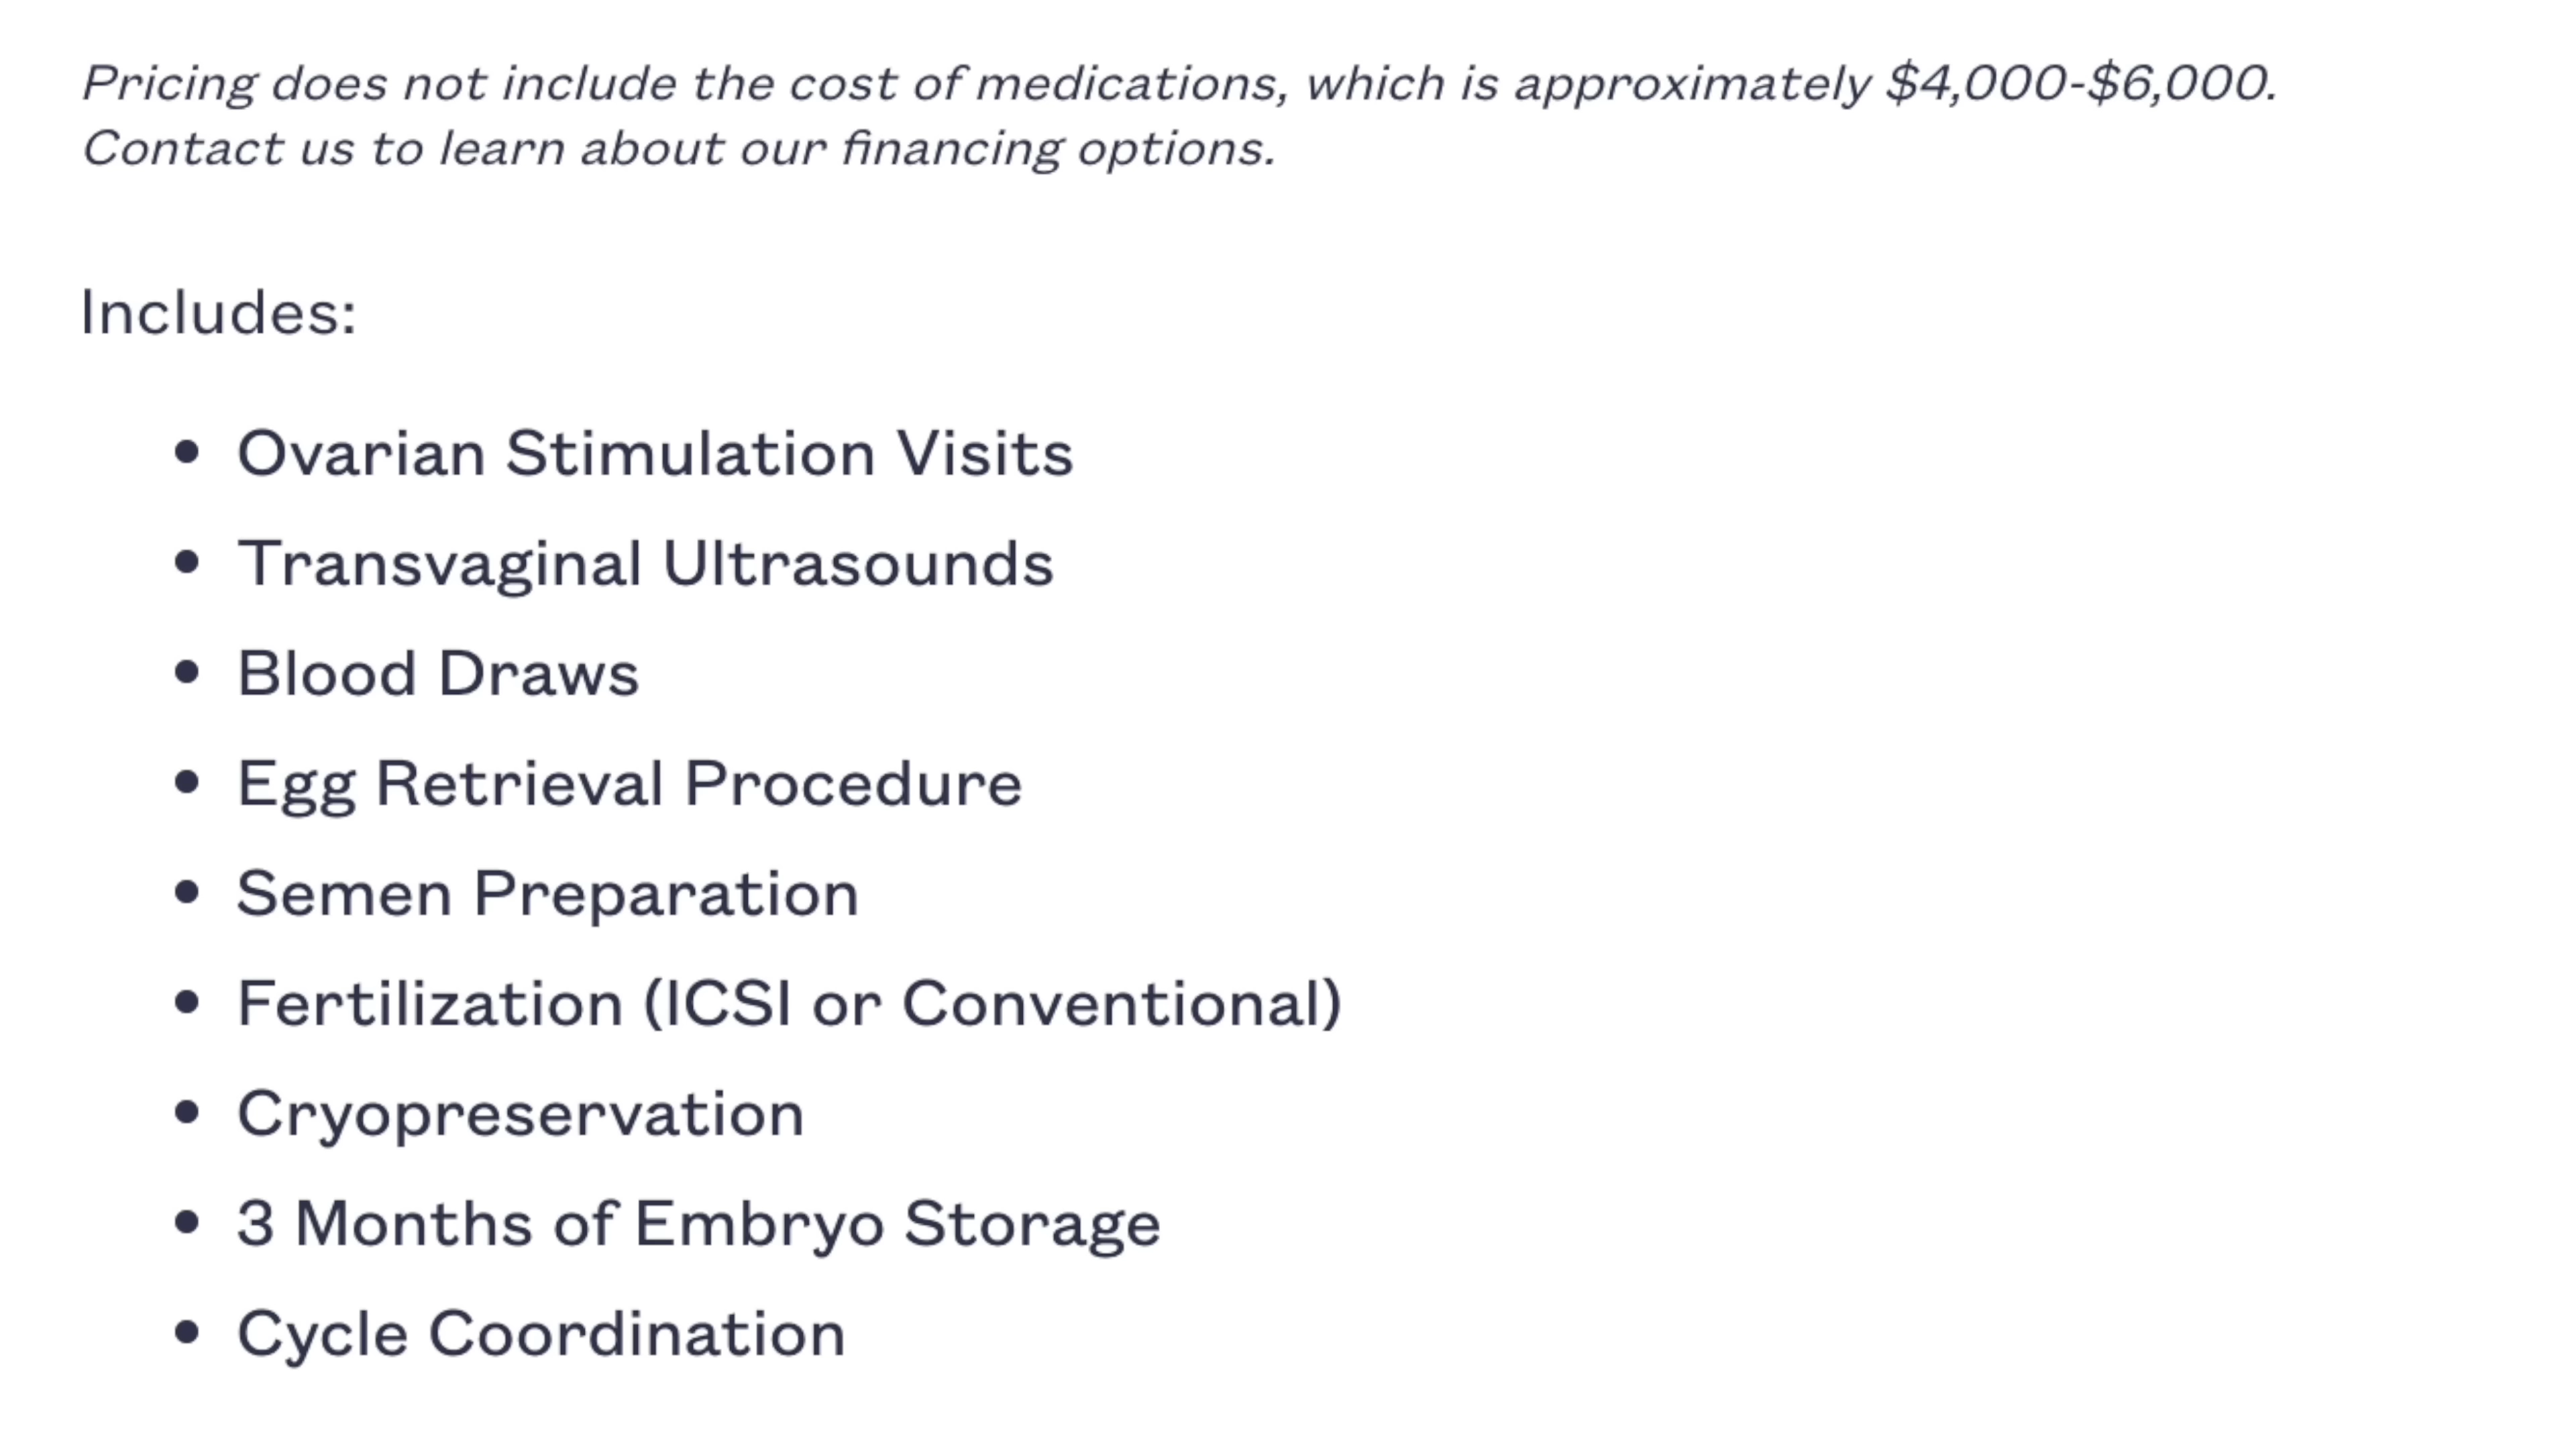 Pricing does not include the cost of medications, which is approximately $4,000-$6,000.
Contact us to learn about our financing options.
Includes:
• Ovarian Stimulation Visits
• Transvaginal Ultrasounds
• Blood Draws
• Egg Retrieval Procedure
• Semen Preparation
• Fertilization (ICSI or Conventional)
• Cryopreservation
• 3 Months of Embryo Storage
• Cycle Coordination